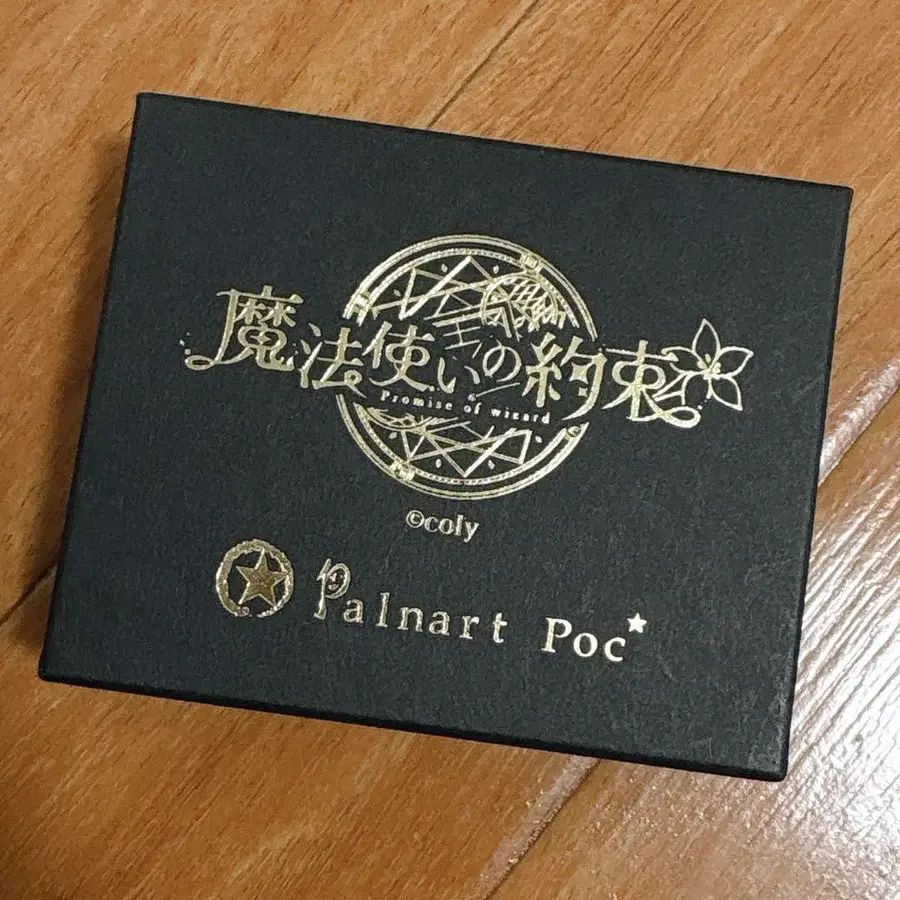 魔法使いの約束
Promise of wizard
©coly
Palnart Poc